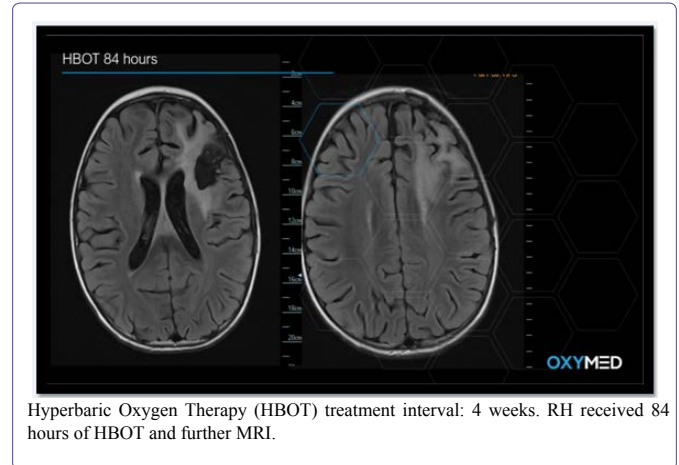 HBOT 84 hours
2cm
4cm
6cm
8cm
10cm
12cm
14cm
16cm
18cm
20cm
OXYMED
Hyperbaric Oxygen Therapy (HBOT) treatment interval: 4 weeks. RH received 84
hours of HBOT and further MRI.